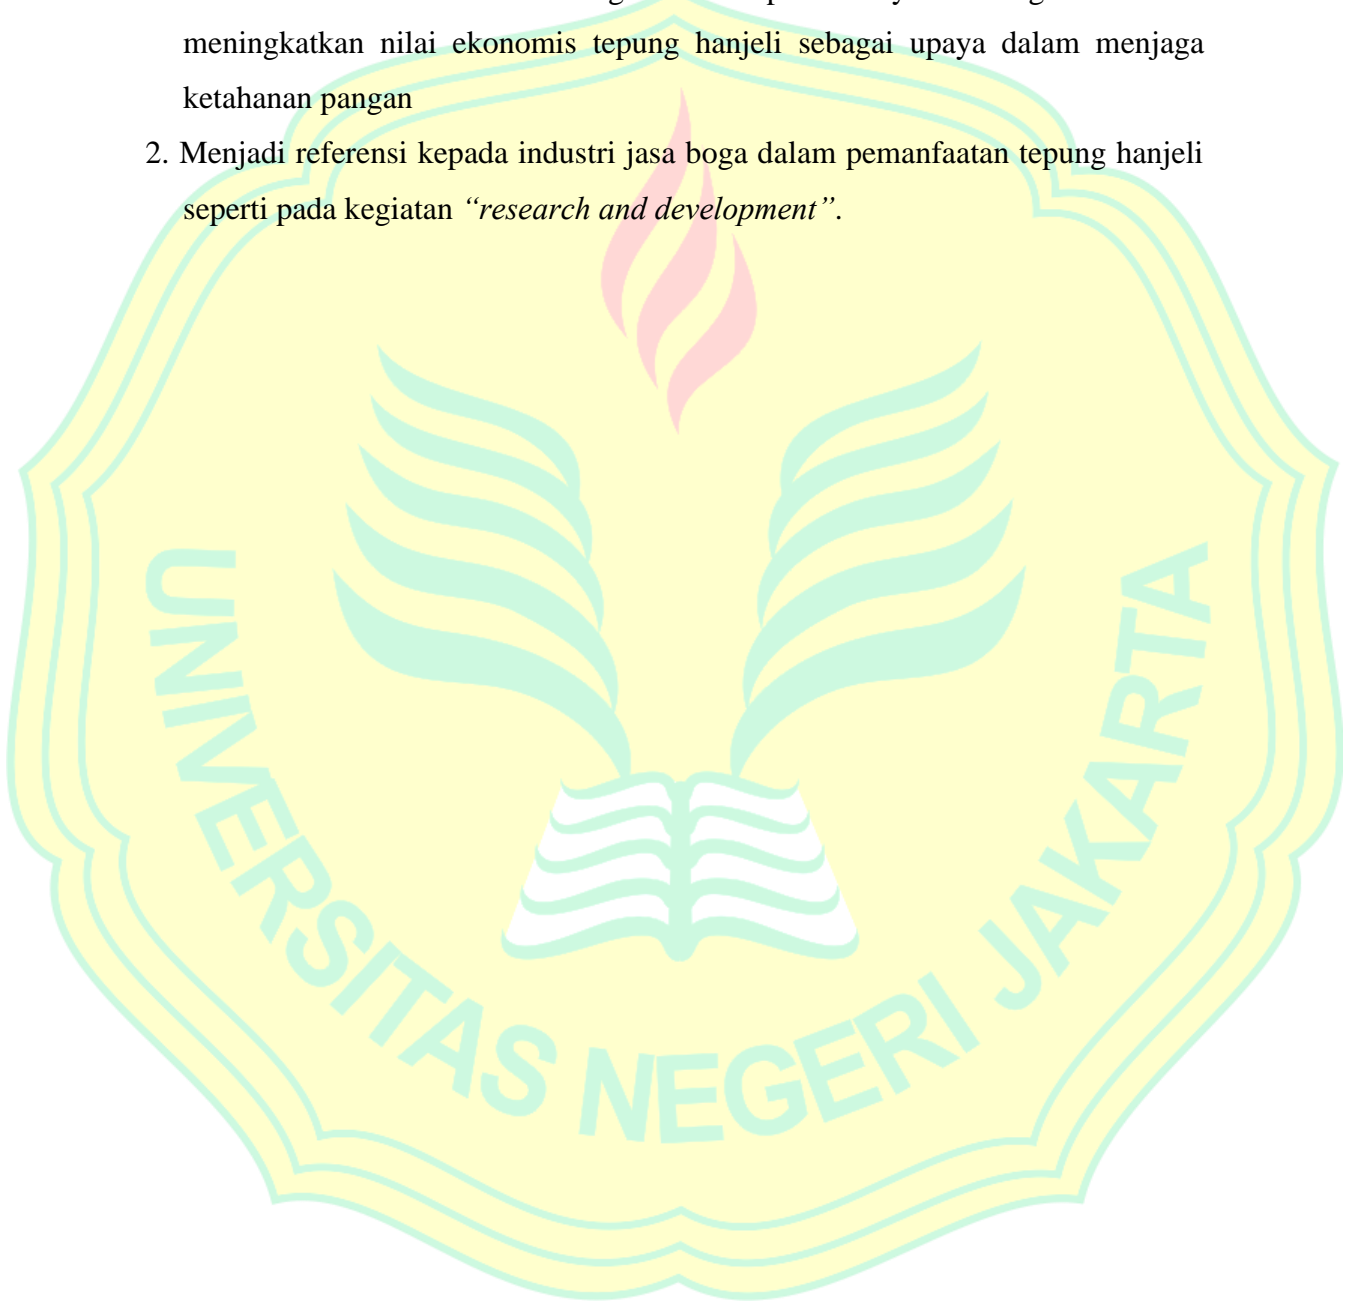 meningkatkan nilai ekonomis tepung hanjeli sebagai upaya dalam menjaga
ketahanan pangan
2. Menjadi referensi kepada industri jasa boga dalam pemanfaatan tepung hanjeli
seperti pada kegiatan “research and development”.
UNIVERSITAS NEGERI JAKARTA